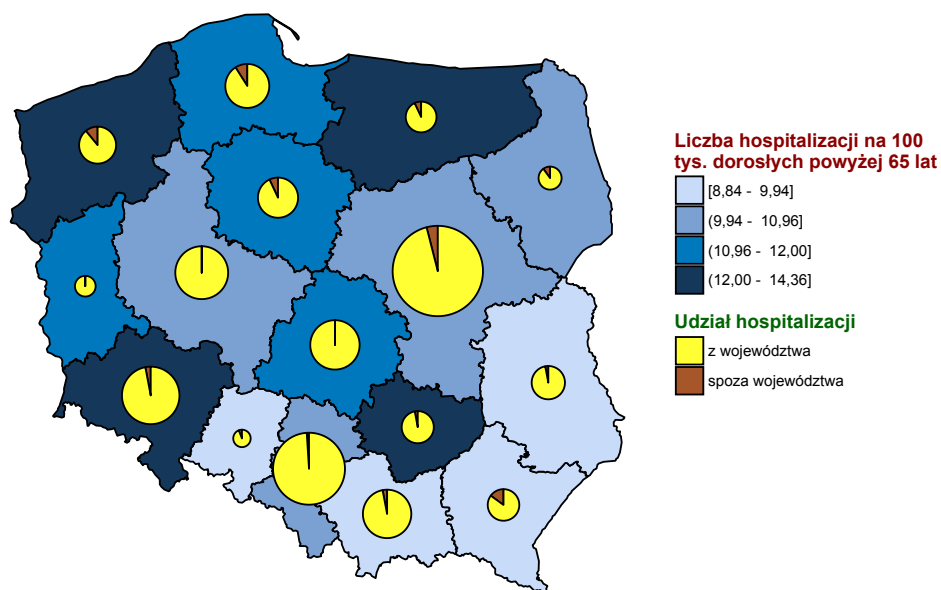 Liczba hospitalizacji na 100
tys. dorosłych powyżej 65 lat
[8,84 - 9,94]
(9,94 - 10,96]
(10,96 - 12,00]
(12,00 - 14,36]
Udział hospitalizacji
z województwa
spoza województwa